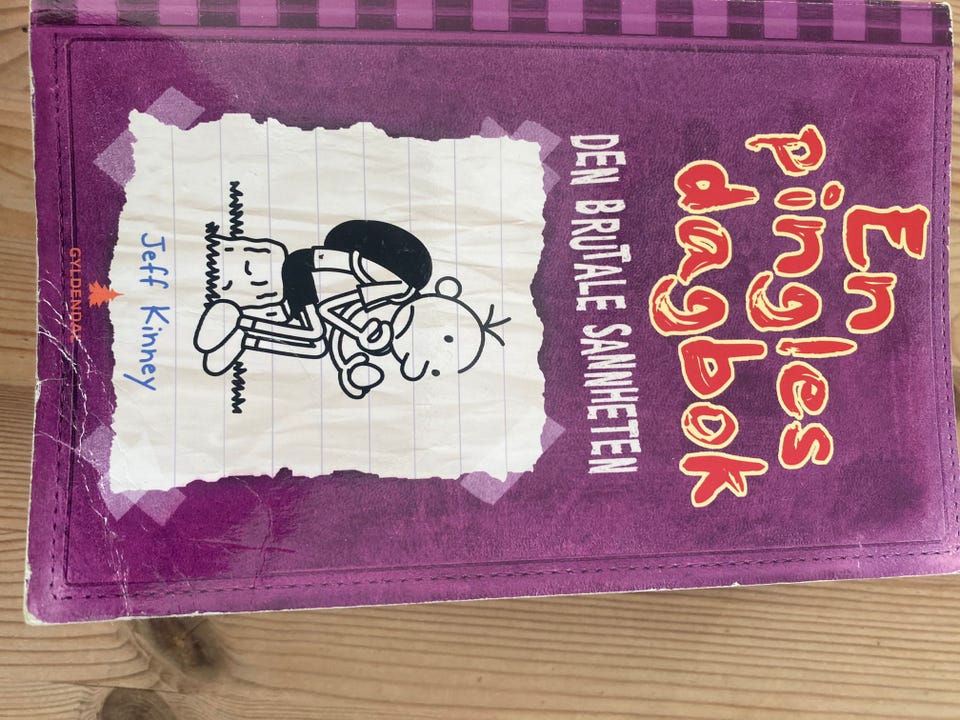 En
pingles
dagbok
DEN BRUTALE SANNHETEN
Jeff Kinney
GYLDENDAL